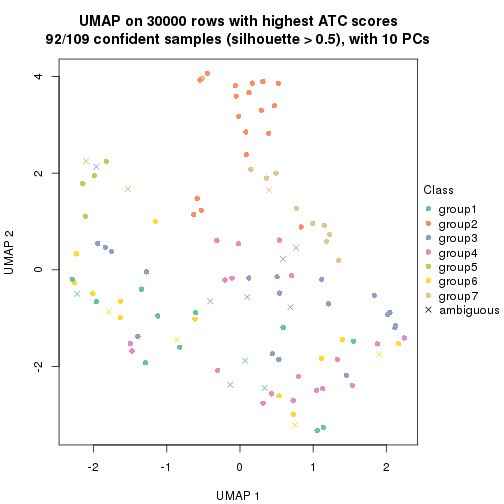 UMAP on 30000 rows with highest ATC scores
92/109 confident samples (silhouette > 0.5), with 10 PCs
4
2
0
-2
UMAP 2
-2
-1
0
1
2
UMAP 1
Class
group1
group2
group3
group4
group5
group6
group7
ambiguous